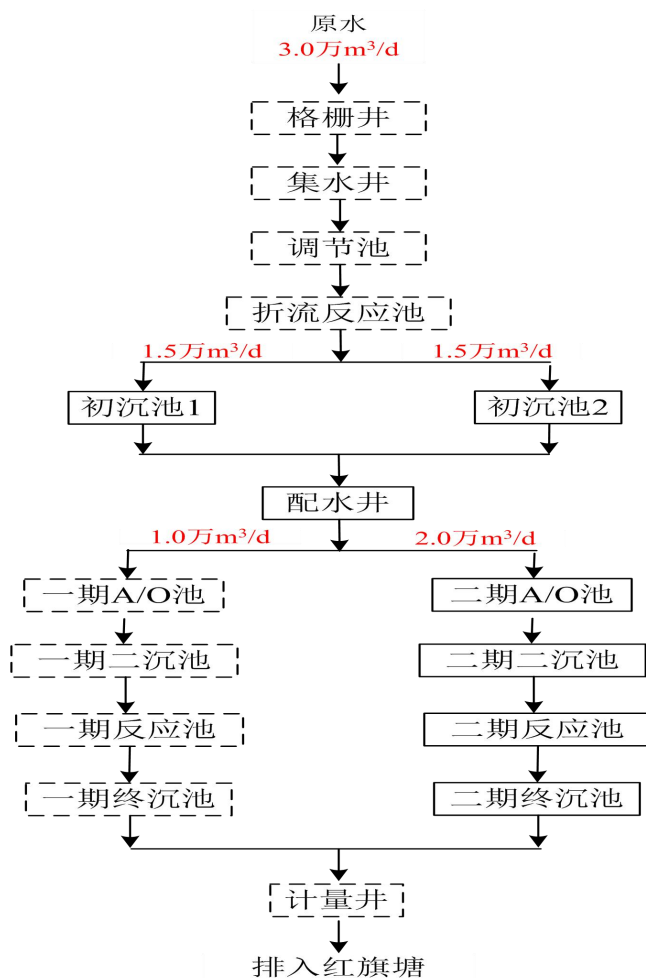 原水
3.0万m³/d
格栅井
集水井
调节池
折流反应池
1.5万m³/d 1.5万m³/d
初沉池1 初沉池2
配水井
1.0万m³/d 2.0万m³/d
一期A/O池 二期A/O池
一期二沉池 二期二沉池
一期反应池 二期反应池
一期终沉池 二期终沉池
计量井
排入红旗塘